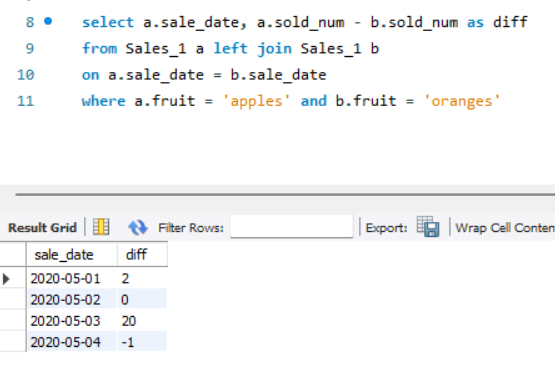 8 select a.sale_date, a.sold_num - b.sold_num as diff
9 from Sales_1 a left join Sales_1 b
10 on a.sale_date = b.sale_date
11 where a.fruit = 'apples' and b.fruit = 'oranges'
Result Grid Filter Rows: Export: Wrap Cell Conten
sale_date diff
2020-05-01 2
2020-05-02 0
2020-05-03 20
2020-05-04 -1